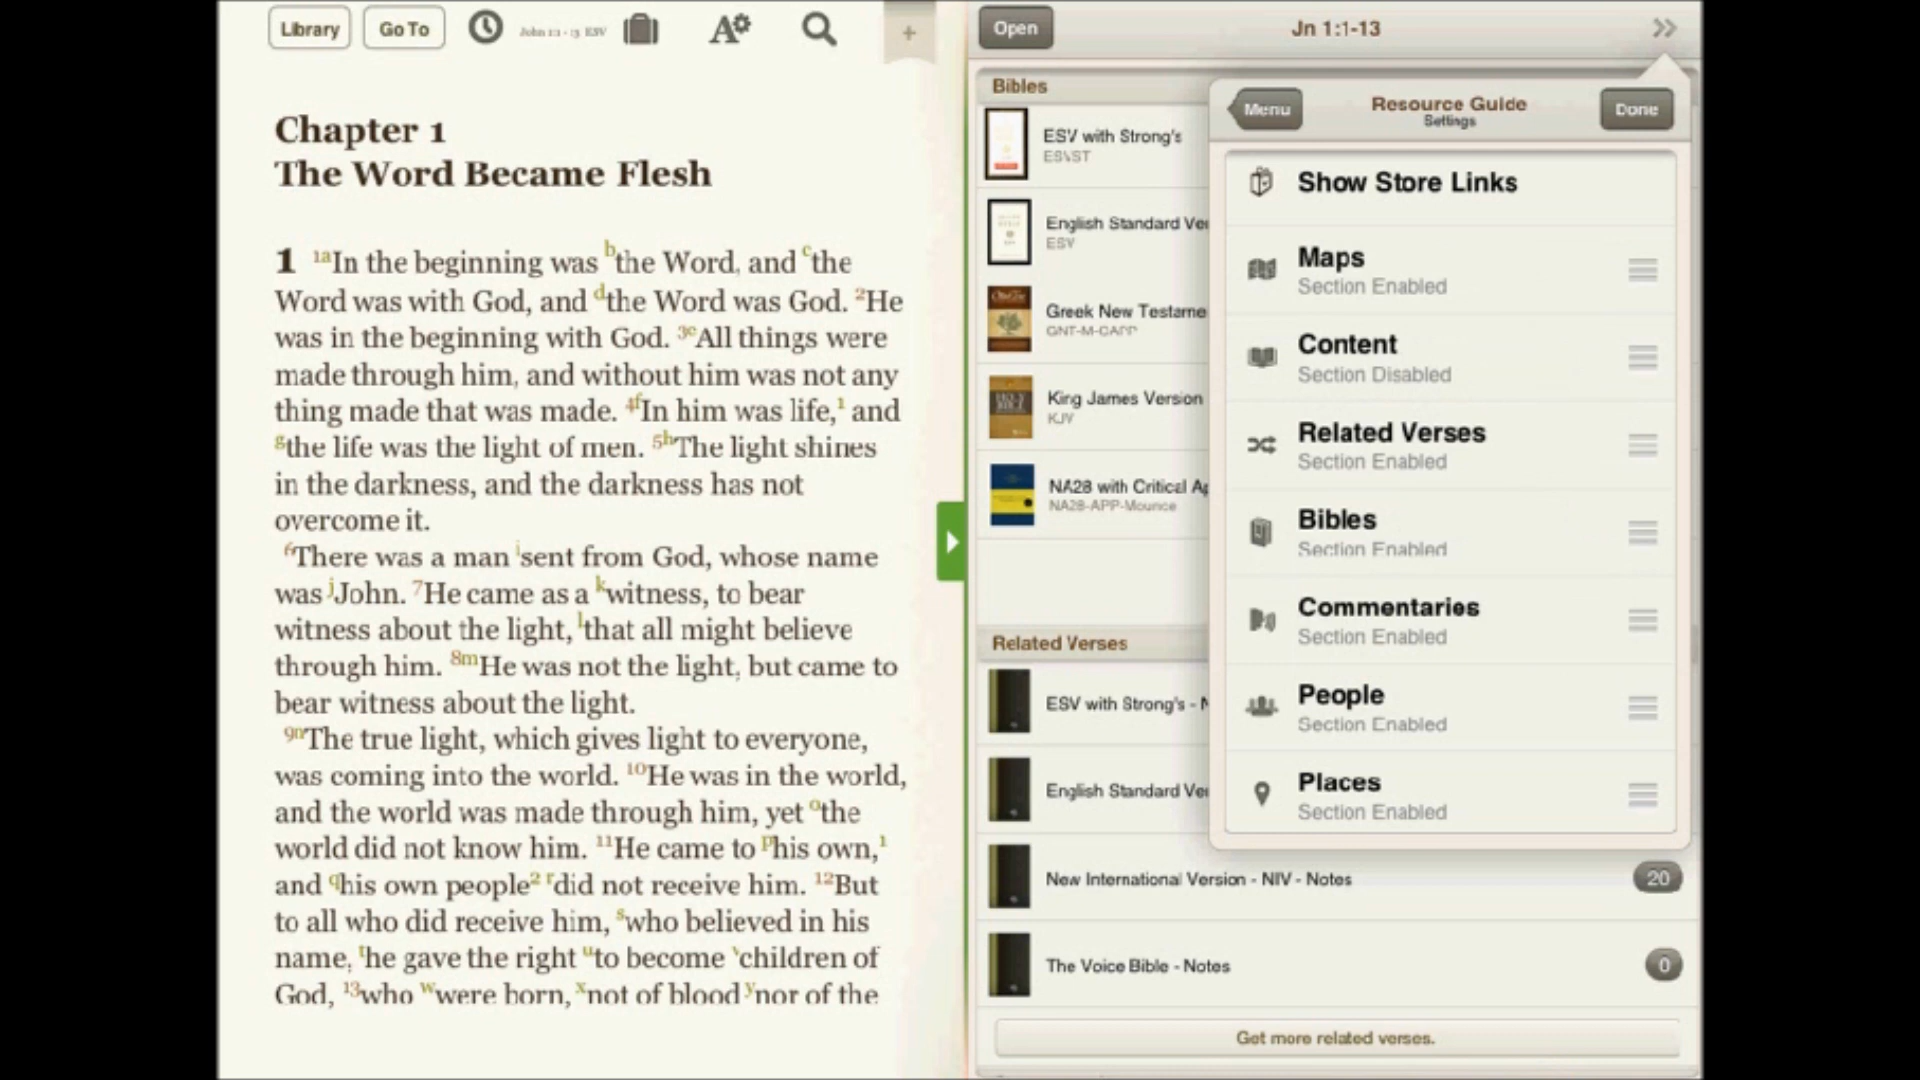 Library
Go To
John 1:1 - 13 ESV
A
+
Chapter 1
The Word Became Flesh
1 1aIn the beginning was bthe Word, and cthe
Word was with God, and dthe Word was God. 2He
was in the beginning with God. 3eAll things were
made through him, and without him was not any
thing made that was made. 4fIn him was life,1 and
gthe life was the light of men. 5hThe light shines
in the darkness, and the darkness has not
overcome it.
6There was a man isent from God, whose name
was jJohn. 7He came as a kwitness, to bear
witness about the light, lthat all might believe
through him. 8mHe was not the light, but came to
bear witness about the light.
9nThe true light, which gives light to everyone,
was coming into the world. 10He was in the world,
and the world was made through him, yet othe
world did not know him. 11He came to phis own,1
and qhis own people2 rdid not receive him. 12But
to all who did receive him, swho believed in his
name, the gave the right uto become vchildren of
God, 13who wwere born, xnot of blood ynor of the
Open
Jn 1:1-13
Bibles
ESV with Strong's
ESVST
English Standard Ve
ESV
Greek New Testame
GNT-M-CAPP
King James Version
KJV
NA28 with Critical Ap
NA28-APP-Mounce
Related Verses
ESV with Strong's - N
English Standard Ve
New International Version - NIV - Notes
20
The Voice Bible - Notes
0
Get more related verses.
Menu
Resource Guide
Settings
Done
Show Store Links
Maps
Section Enabled
Content
Section Disabled
Related Verses
Section Enabled
Bibles
Section Enabled
Commentaries
Section Enabled
People
Section Enabled
Places
Section Enabled